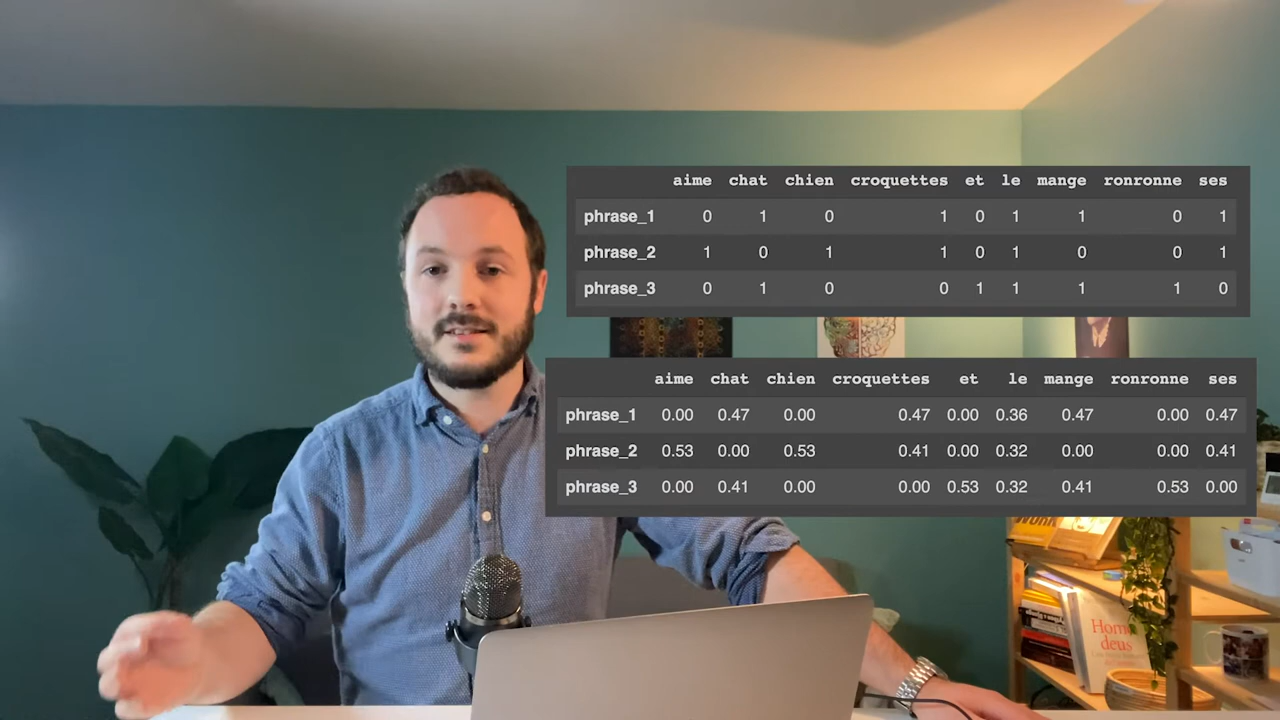 aime chat chien croquettes et le mange ronronne ses
phrase_1 0 1 0 1 0 1 1 0 1
phrase_2 1 0 1 1 0 1 0 0 1
phrase_3 0 1 0 0 1 1 1 1 0
aime chat chien croquettes et le mange ronronne ses
phrase_1 0.00 0.47 0.00 0.47 0.00 0.36 0.47 0.00 0.47
phrase_2 0.53 0.00 0.53 0.41 0.00 0.32 0.00 0.00 0.41
phrase_3 0.00 0.41 0.00 0.00 0.53 0.32 0.41 0.53 0.00
WORK
Homo
deus